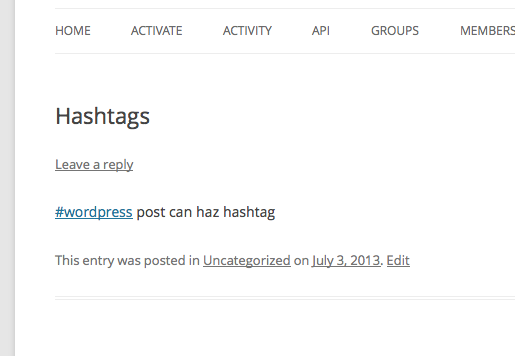 HOME ACTIVATE ACTIVITY API GROUPS MEMBERS
Hashtags
Leave a reply
#wordpress post can haz hashtag
This entry was posted in Uncategorized on July 3, 2013. Edit